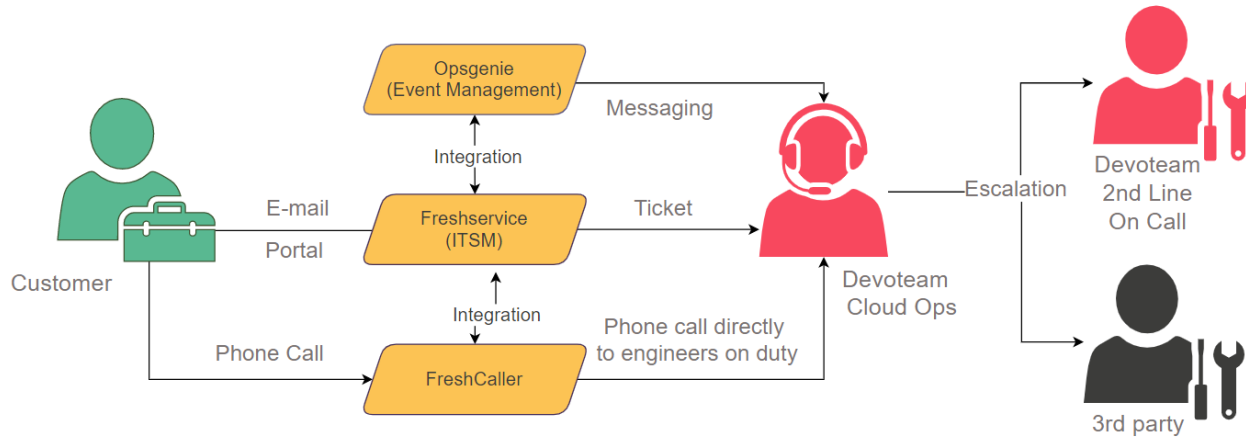 Opsgenie
(Event Management)
Messaging
Integration
E-mail
Portal
Freshservice
(ITSM)
Ticket
Customer
Integration
Phone Call
FreshCaller
Phone call directly
to engineers on duty
Devoteam
Cloud Ops
Escalation
Devoteam
2nd Line
On Call
3rd party